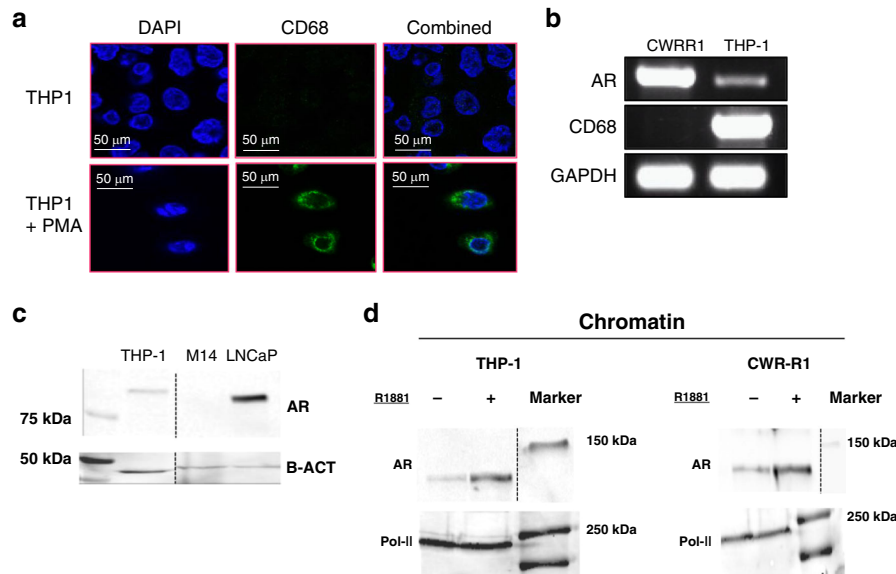 a
DAPI CD68 Combined
THP1
50 μm 50 μm 50 μm
THP1
+ PMA
50 μm 50 μm 50 μm
b
CWRR1 THP-1
AR
CD68
GAPDH
c
THP-1 M14 LNCaP
AR
75 kDa
50 kDa
B-ACT
d
Chromatin
THP-1
R1881 – + Marker
150 kDa
AR
250 kDa
Pol-II
CWR-R1
R1881 – + Marker
150 kDa
AR
250 kDa
Pol-II